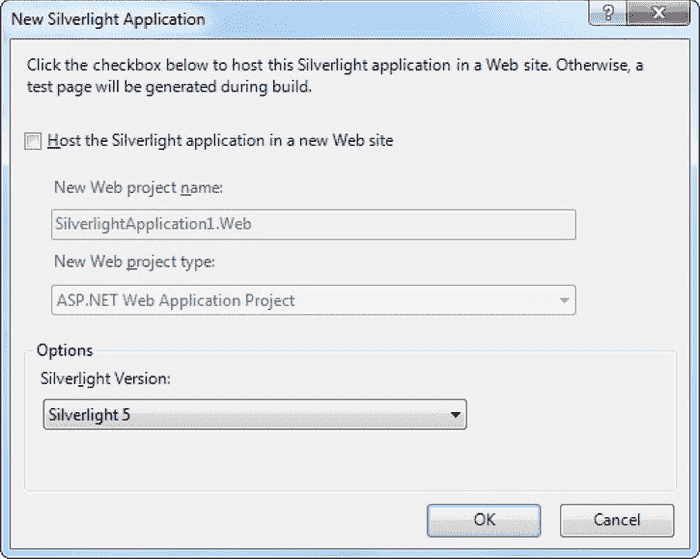 New Silverlight Application
Click the checkbox below to host this Silverlight application in a Web site. Otherwise, a
test page will be generated during build.
Host the Silverlight application in a new Web site
New Web project name:
SilverlightApplication1.Web
New Web project type:
ASP.NET Web Application Project
Options
Silverlight Version:
Silverlight 5
OK
Cancel